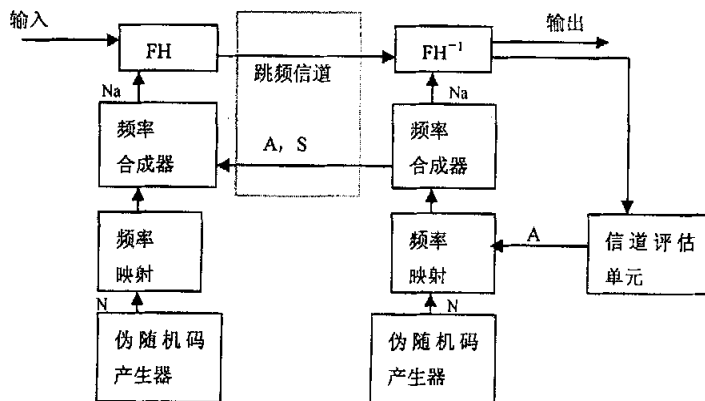 输入
FH
跳频信道
FH⁻¹
输出
Na
Na
频率
合成器
A，S
频率
合成器
频率
映射
频率
映射
A
信道评估
单元
N
N
伪随机码
产生器
伪随机码
产生器